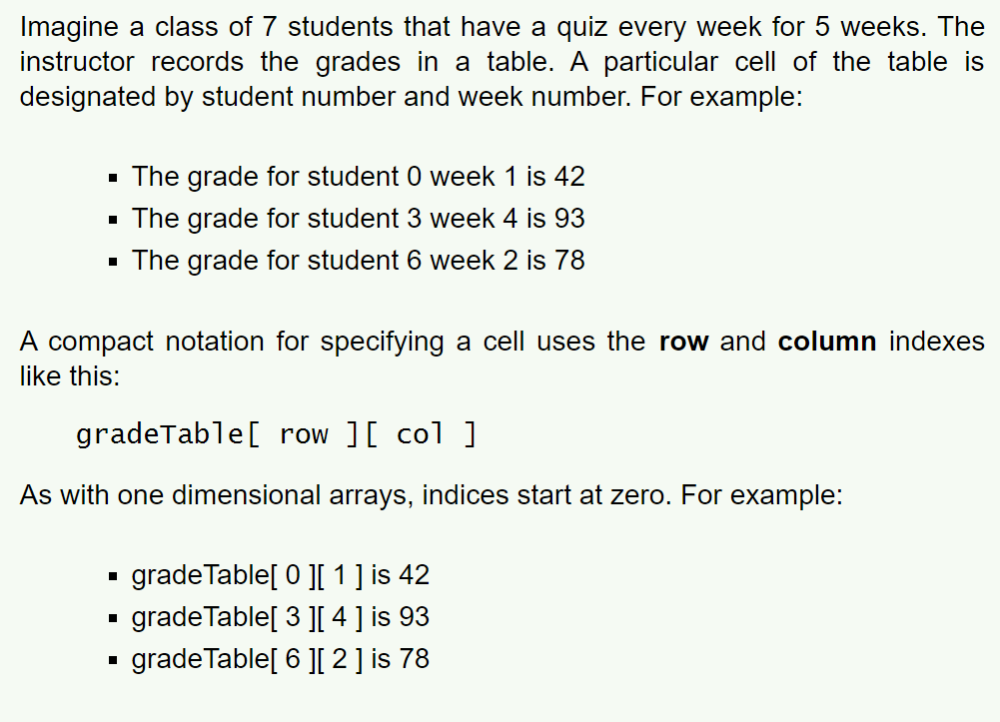 Imagine a class of 7 students that have a quiz every week for 5 weeks. The
instructor records the grades in a table. A particular cell of the table is
designated by student number and week number. For example:
▪ The grade for student 0 week 1 is 42
▪ The grade for student 3 week 4 is 93
▪ The grade for student 6 week 2 is 78
A compact notation for specifying a cell uses the row and column indexes
like this:
gradeTable[ row ][ col ]
As with one dimensional arrays, indices start at zero. For example:
▪ gradeTable[ 0 ][ 1 ] is 42
▪ gradeTable[ 3 ][ 4 ] is 93
▪ gradeTable[ 6 ][ 2 ] is 78